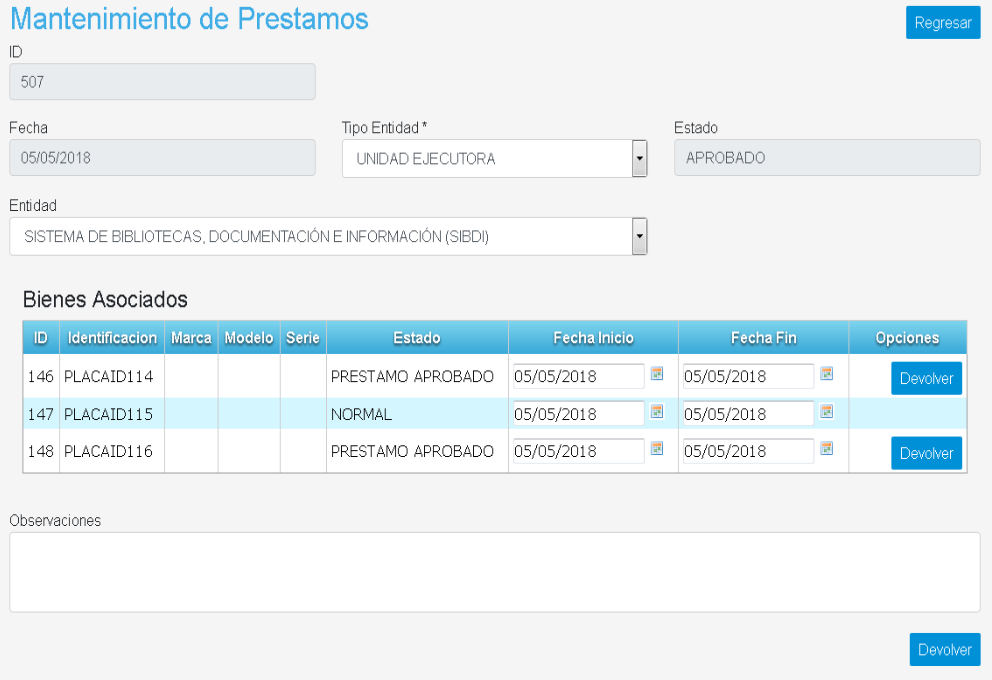 Mantenimiento de Prestamos
Regresar
ID
507
Fecha
Tipo Entidad *
Estado
05/05/2018
UNIDAD EJECUTORA
APROBADO
Entidad
SISTEMA DE BIBLIOTECAS, DOCUMENTACIÓN E INFORMACIÓN (SIBDI)
Bienes Asociados
ID Identificacion Marca Modelo Serie Estado Fecha Inicio Fecha Fin Opciones
146 PLACAID114 PRESTAMO APROBADO 05/05/2018 05/05/2018 Devolver
147 PLACAID115 NORMAL 05/05/2018 05/05/2018
148 PLACAID116 PRESTAMO APROBADO 05/05/2018 05/05/2018 Devolver
Observaciones
Devolver